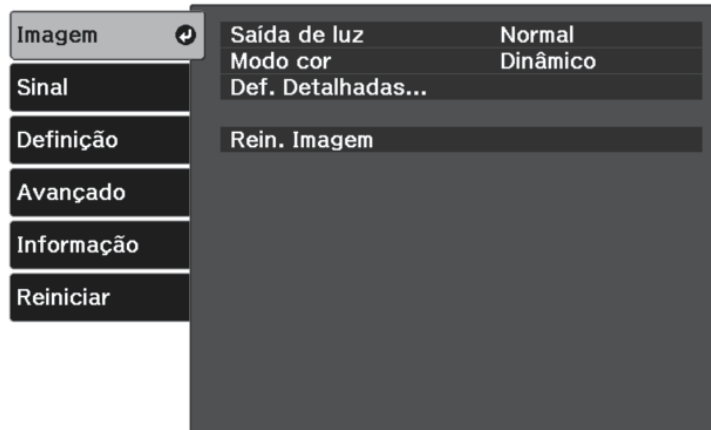 Imagem
Sinal
Definição
Avançado
Informação
Reiniciar
Saída de luz Normal
Modo cor Dinâmico
Def. Detalhadas...
Rein. Imagem